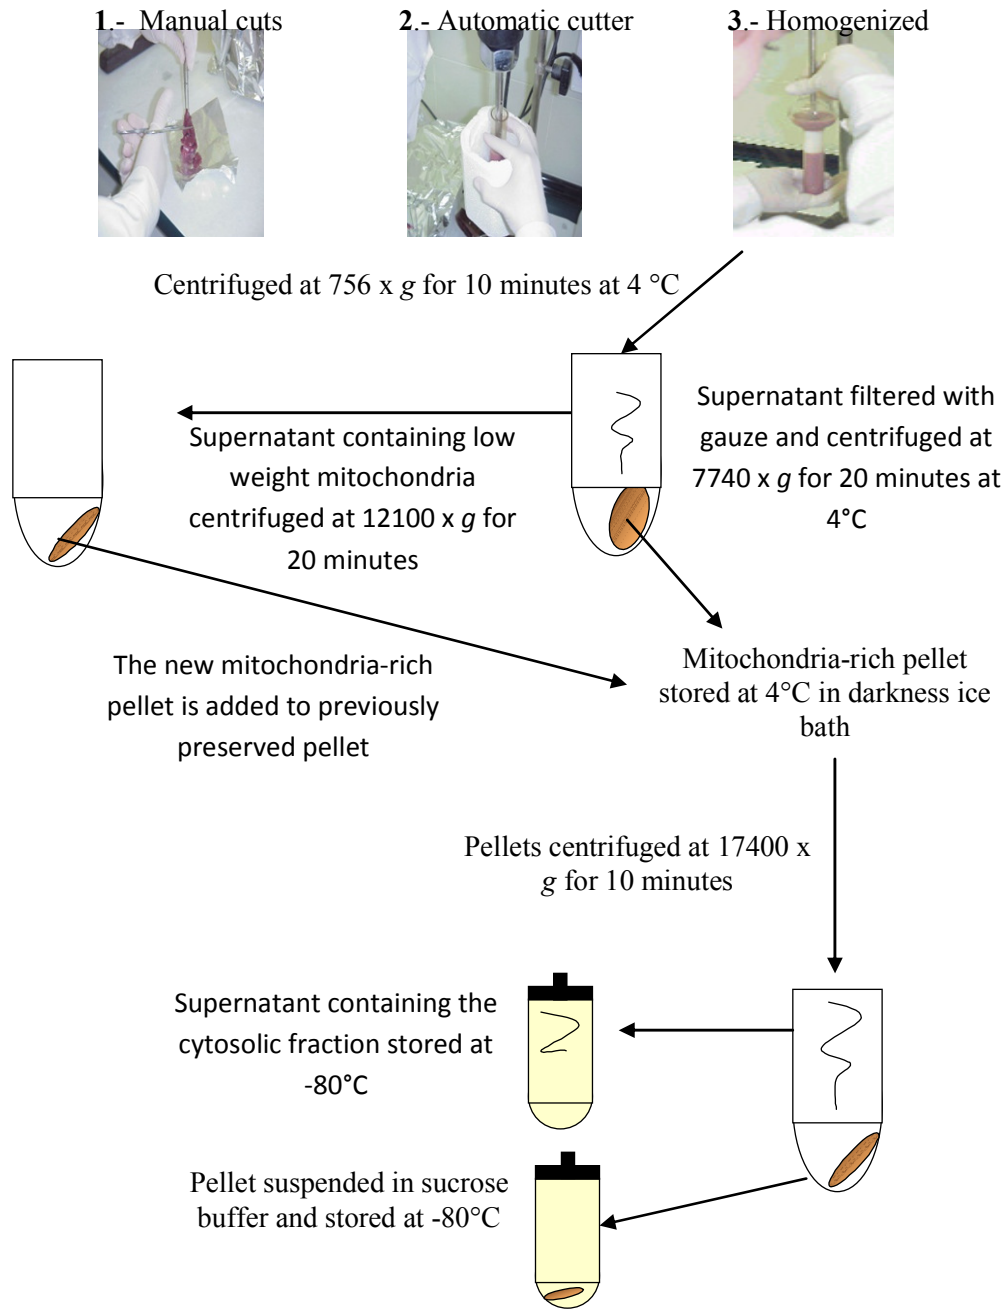 1.- Manual cuts
2.- Automatic cutter
3.- Homogenized
Centrifuged at 756 x g for 10 minutes at 4 °C
Supernatant filtered with
gauze and centrifuged at
7740 x g for 20 minutes at
4°C
Supernatant containing low
weight mitochondria
centrifuged at 12100 x g for
20 minutes
The new mitochondria-rich
pellet is added to previously
preserved pellet
Mitochondria-rich pellet
stored at 4°C in darkness ice
bath
Pellets centrifuged at 17400 x
g for 10 minutes
Supernatant containing the
cytosolic fraction stored at
-80°C
Pellet suspended in sucrose
buffer and stored at -80°C